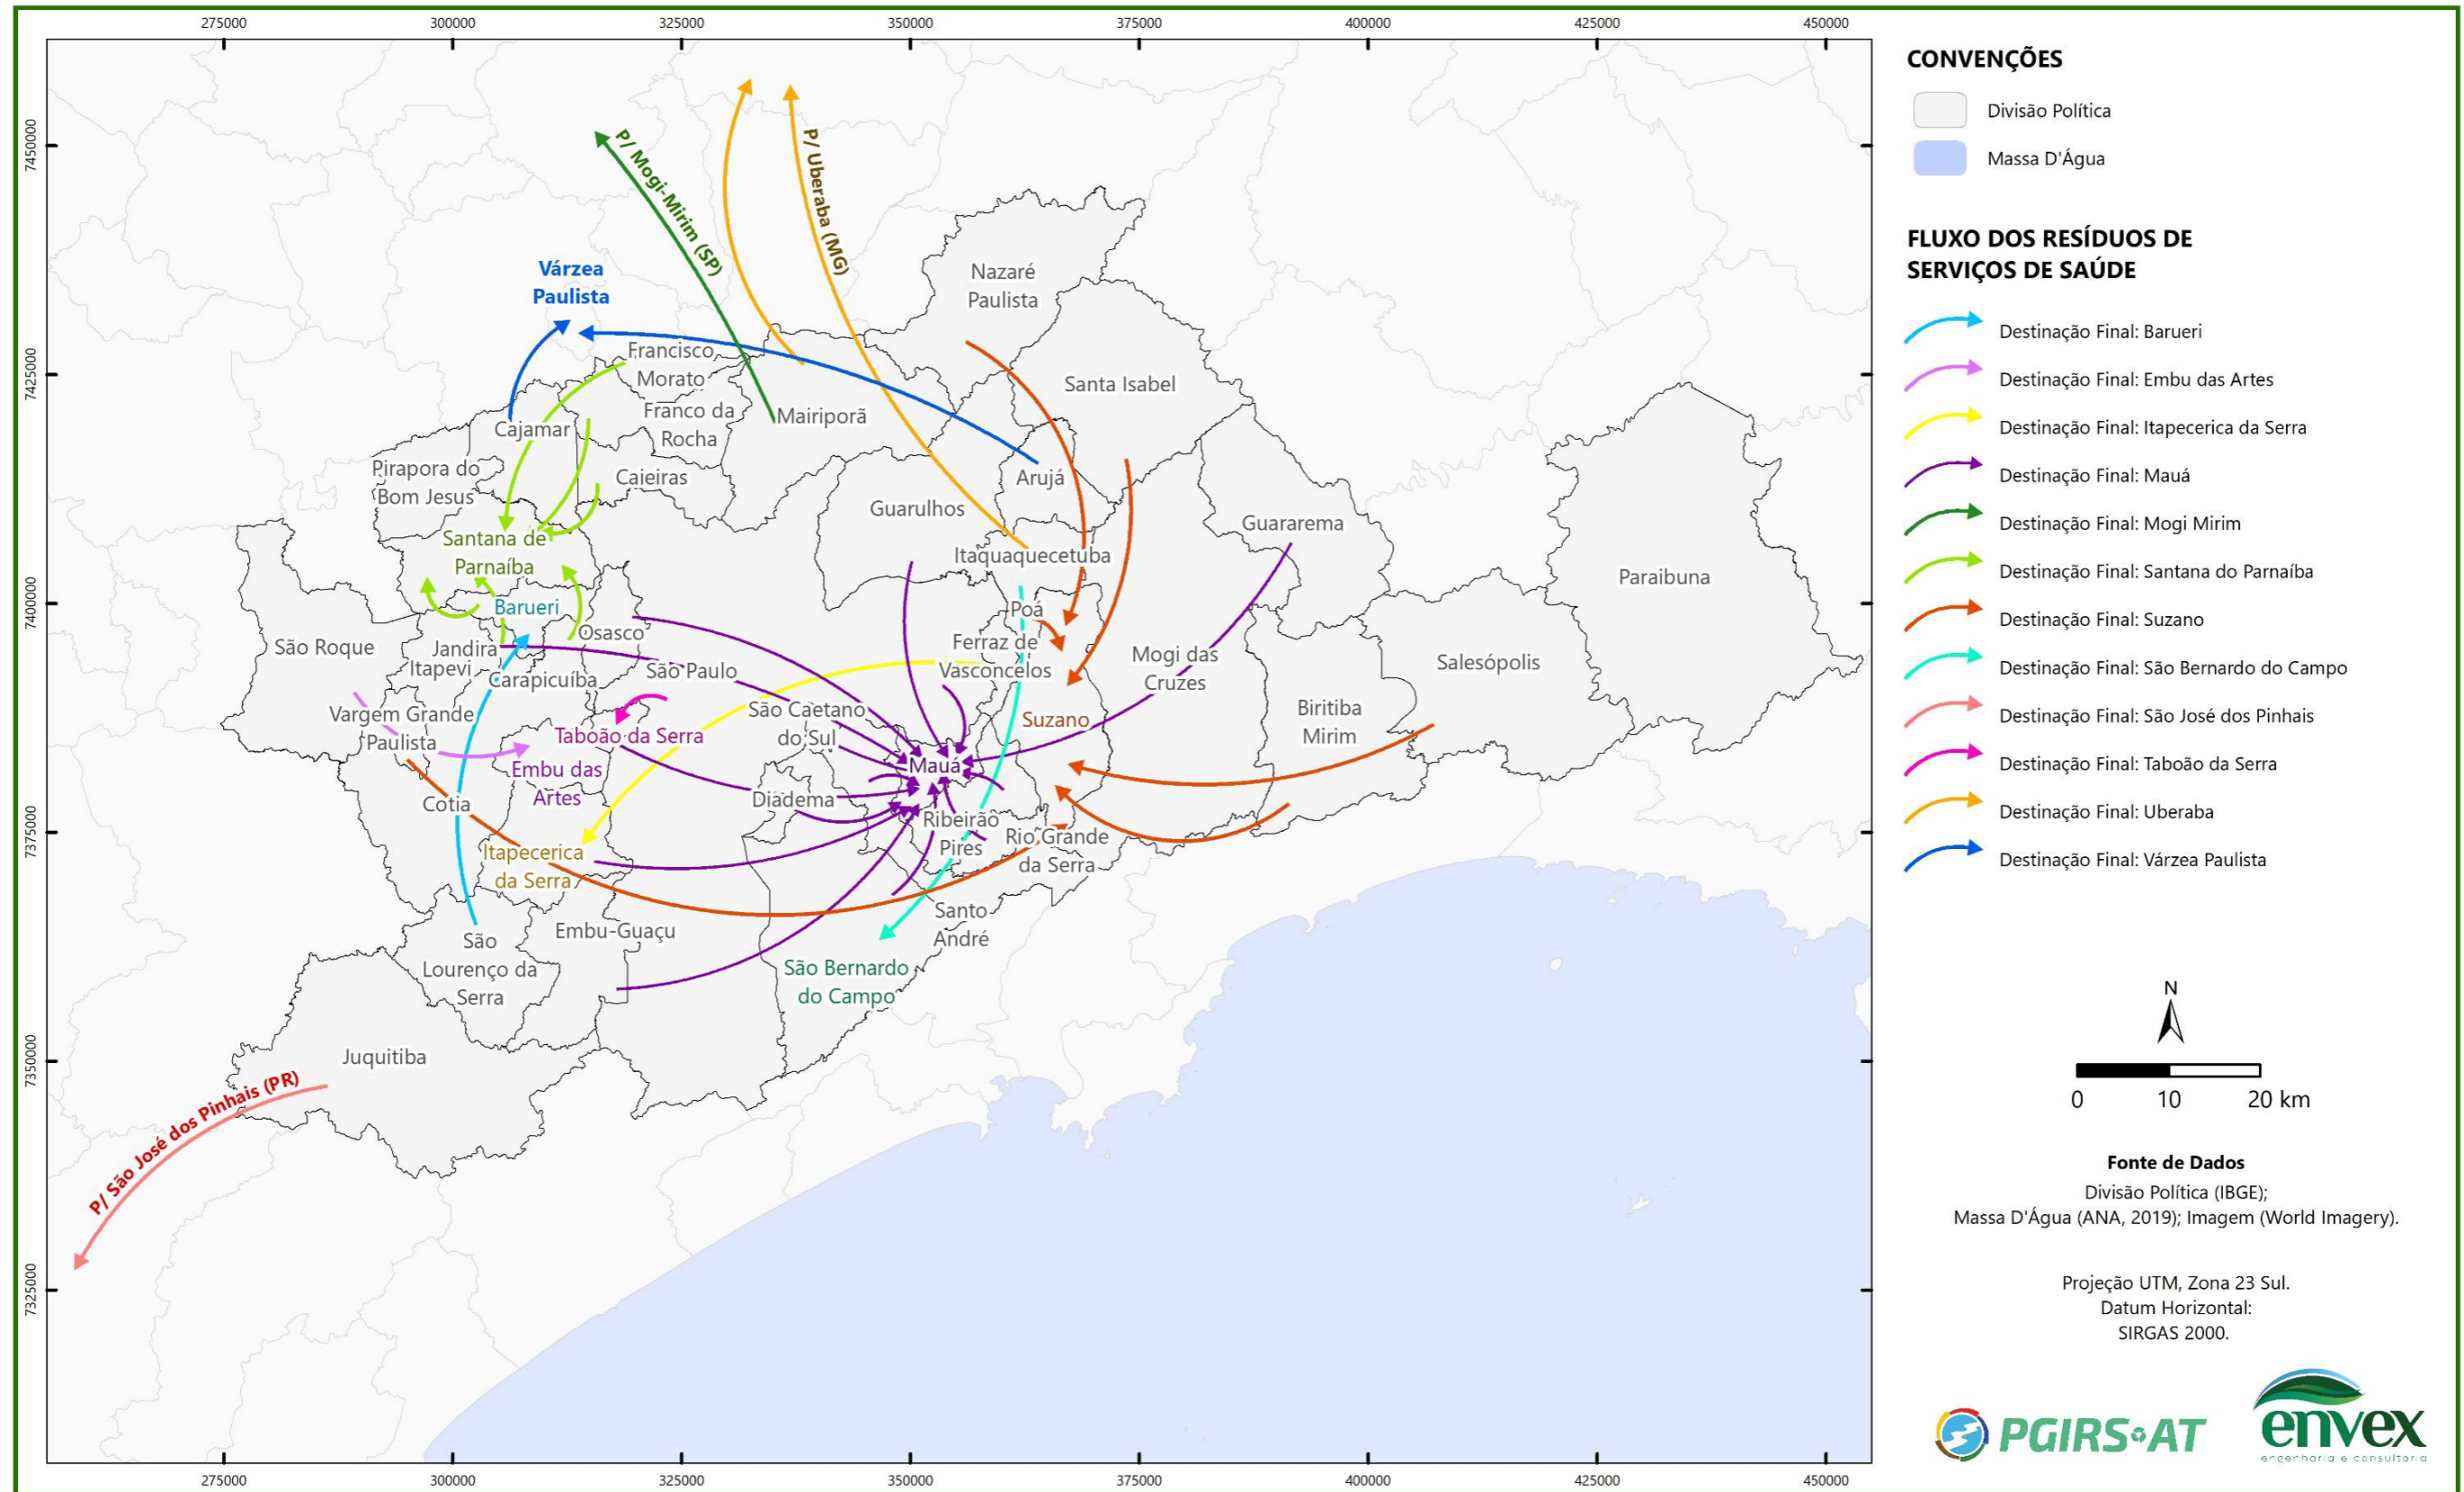 275000
300000
325000
350000
375000
400000
425000
450000
7450000
7425000
7400000
7375000
7350000
7325000
P/ Mogi-Mirim (SP)
P/ Uberaba (MG)
Várzea
Paulista
Nazaré
Paulista
Francisco
Morato
Santa Isabel
Franco da
Rocha
Mairiporã
Cajamar
Pirapora do
Bom Jesus
Caieiras
Arujá
Guarulhos
Guararema
Santana de
Parnaíba
Itaquaquecetuba
Paraibuna
Barueri
Poá
Osasco
São Roque
Jandira
Itapevi
Ferraz de
Vasconcelos
Carapicuíba
São Paulo
Mogi das
Cruzes
Salesópolis
Vargem Grande
Paulista
São Caetano
do Sul
Suzano
Biritiba
Mirim
Taboão da Serra
Embu das
Artes
Mauá
Cotia
Diadema
Ribeirão
Pires
Rio Grande
da Serra
Itapecerica
da Serra
Santo
André
Embu-Guaçu
São
Lourenço da
Serra
São Bernardo
do Campo
Juquitiba
P/ São José dos Pinhais (PR)
275000
300000
325000
350000
375000
400000
425000
450000
CONVENÇÕES
Divisão Política
Massa D'Água
FLUXO DOS RESÍDUOS DE
SERVIÇOS DE SAÚDE
Destinação Final: Barueri
Destinação Final: Embu das Artes
Destinação Final: Itapecerica da Serra
Destinação Final: Mauá
Destinação Final: Mogi Mirim
Destinação Final: Santana do Parnaíba
Destinação Final: Suzano
Destinação Final: São Bernardo do Campo
Destinação Final: São José dos Pinhais
Destinação Final: Taboão da Serra
Destinação Final: Uberaba
Destinação Final: Várzea Paulista
N
0 10 20 km
Fonte de Dados
Divisão Política (IBGE);
Massa D'Água (ANA, 2019); Imagem (World Imagery).
Projeção UTM, Zona 23 Sul.
Datum Horizontal:
SIRGAS 2000.
PGIRS AT
envex
engenharia e consultoria